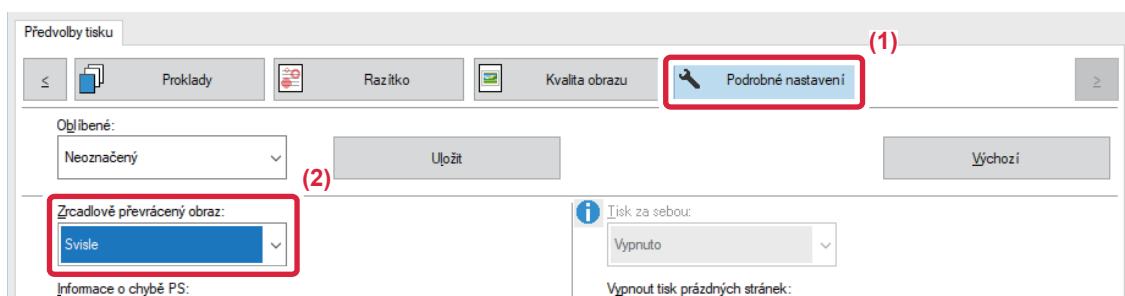 Předvolby tisku
(1)
< Proklady Razítko Kvalita obrazu Podrobné nastavení >
Oblíbené:
Neoznačený Uložit Výchozí
(2)
Zrcadlově převrácený obraz: Tisk za sebou:
Svisle Vypnuto
Informace o chybě PS: Vypnout tisk prázdných stránek: